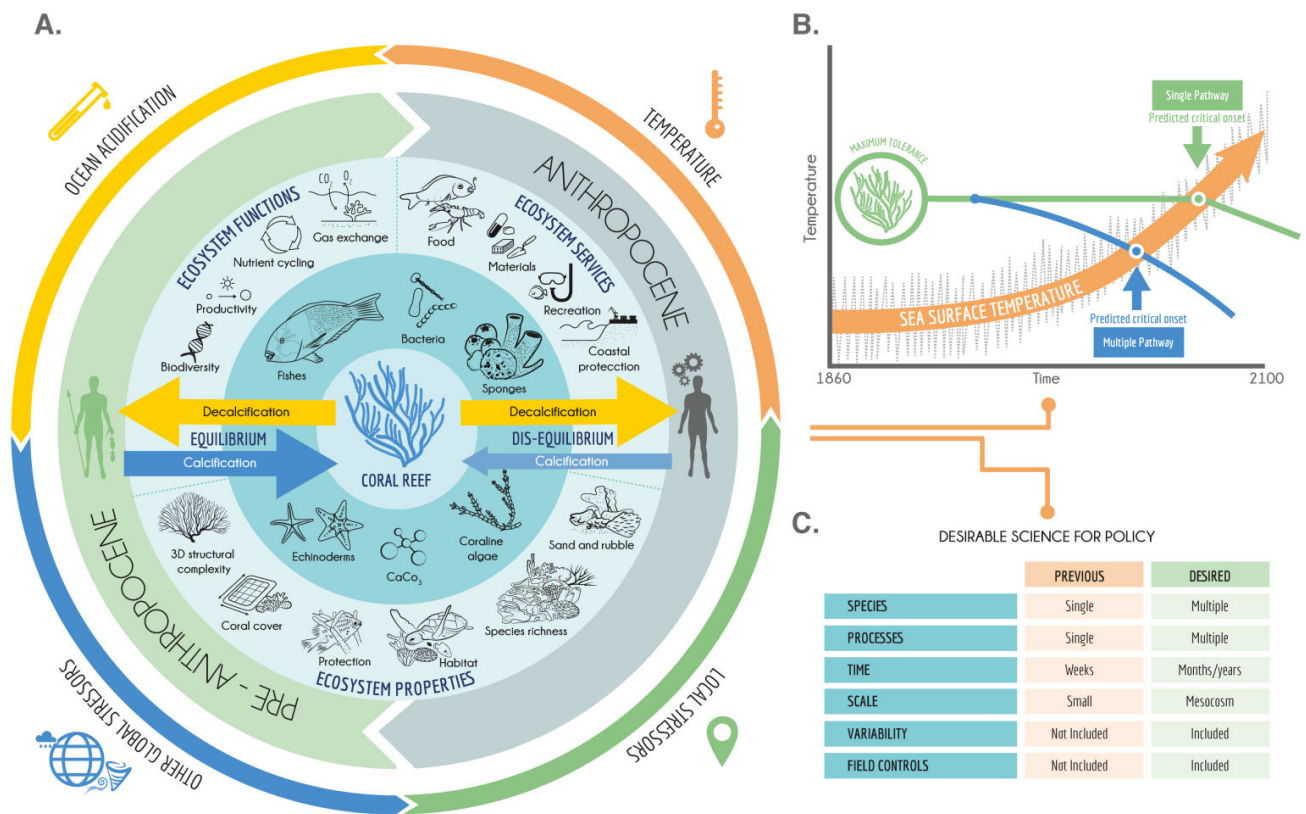 A.
OCEAN ACIDIFICATION
TEMPERATURE
LOCAL STRESSORS
OTHER GLOBAL STRESSORS
PRE - ANTHROPOCENE
ANTHROPOCENE
ECOSYSTEM FUNCTIONS
CO2 O2
Gas exchange
Nutrient cycling
Productivity
Biodiversity
ECOSYSTEM SERVICES
Food
Materials
Recreation
Coastal
protecction
Fishes
Bacteria
Sponges
Decalcification
Decalcification
EQUILIBRIUM
DIS-EQUILIBRIUM
Calcification
Calcification
CORAL REEF
Echinoderms
CaCo3
Coraline
algae
3D structural
complexity
Coral cover
Protection
Habitat
Species richness
Sand and rubble
ECOSYSTEM PROPERTIES
B.
Temperature
MAXIMUM TOLERANCE
Single Pathway
Predicted critical onset
SEA SURFACE TEMPERATURE
Predicted critical onset
Multiple Pathway
1860 Time 2100
C.
DESIRABLE SCIENCE FOR POLICY
PREVIOUS DESIRED
SPECIES Single Multiple
PROCESSES Single Multiple
TIME Weeks Months/years
SCALE Small Mesocosm
VARIABILITY Not Included Included
FIELD CONTROLS Not Included Included